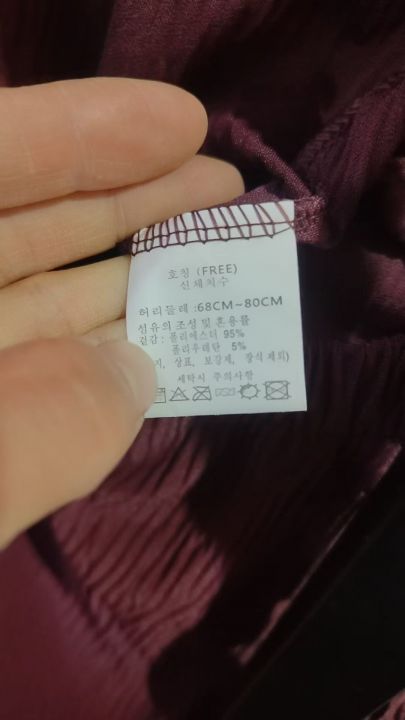 호칭 (FREE)
신체치수
허리둘레 :68CM~80CM
섬유의 조성 및 혼용률
겉감 : 폴리에스터 95%
폴리우레탄 5%
지, 상표, 보강제, 장식 제외)
세탁시 주의사항